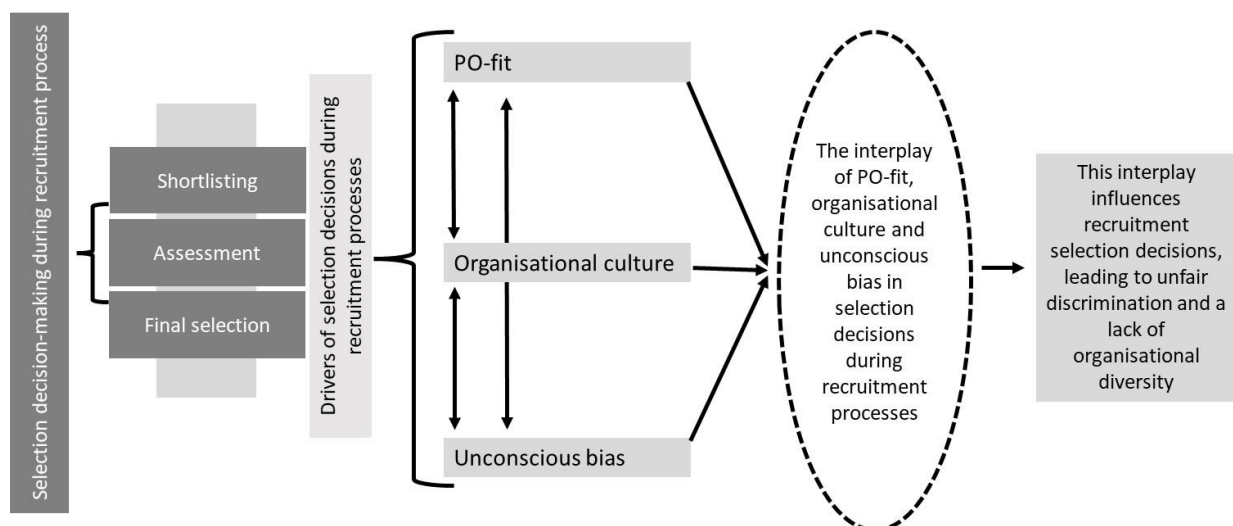 Selection decision-making during recruitment process
Shortlisting
Assessment
Final selection
Drivers of selection decisions during
recruitment processes
PO-fit
Organisational culture
Unconscious bias
The interplay
of PO-fit,
organisational
culture and
unconscious
bias in
selection
decisions
during
recruitment
processes
This interplay
influences
recruitment
selection decisions,
leading to unfair
discrimination and a
lack of
organisational
diversity